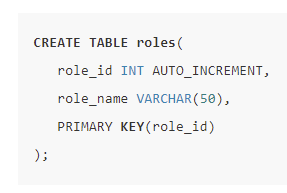 CREATE TABLE roles(
role_id INT AUTO_INCREMENT,
role_name VARCHAR(50),
PRIMARY KEY(role_id)
);